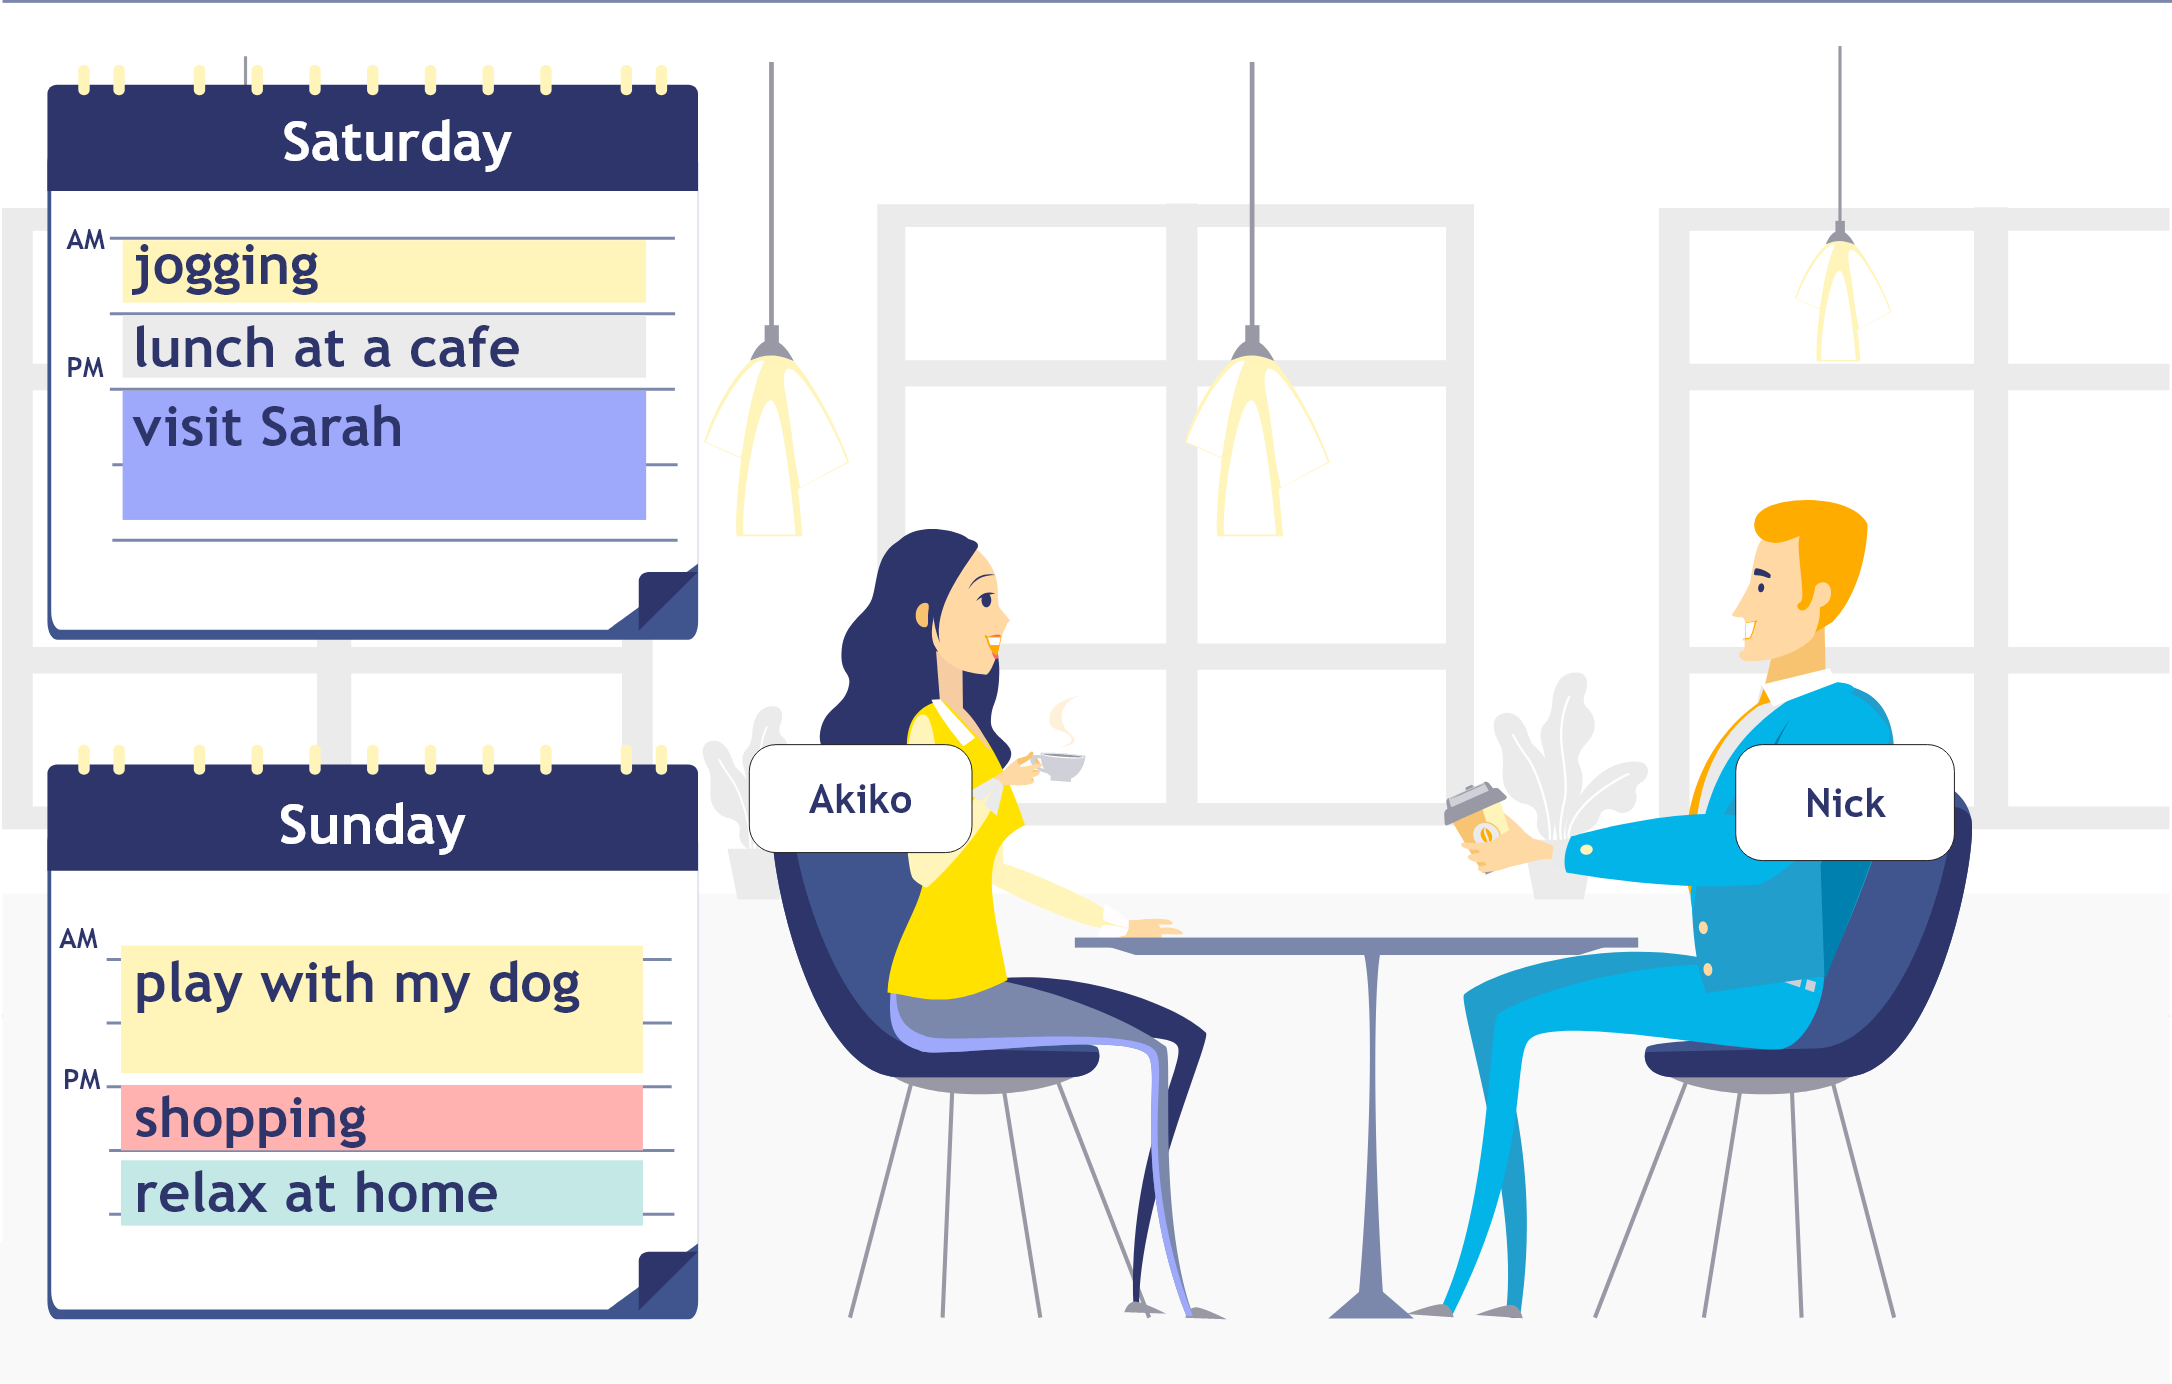 Saturday
AM
jogging
lunch at a cafe
PM
visit Sarah
Sunday
AM
play with my dog
PM
shopping
relax at home
Akiko
Nick